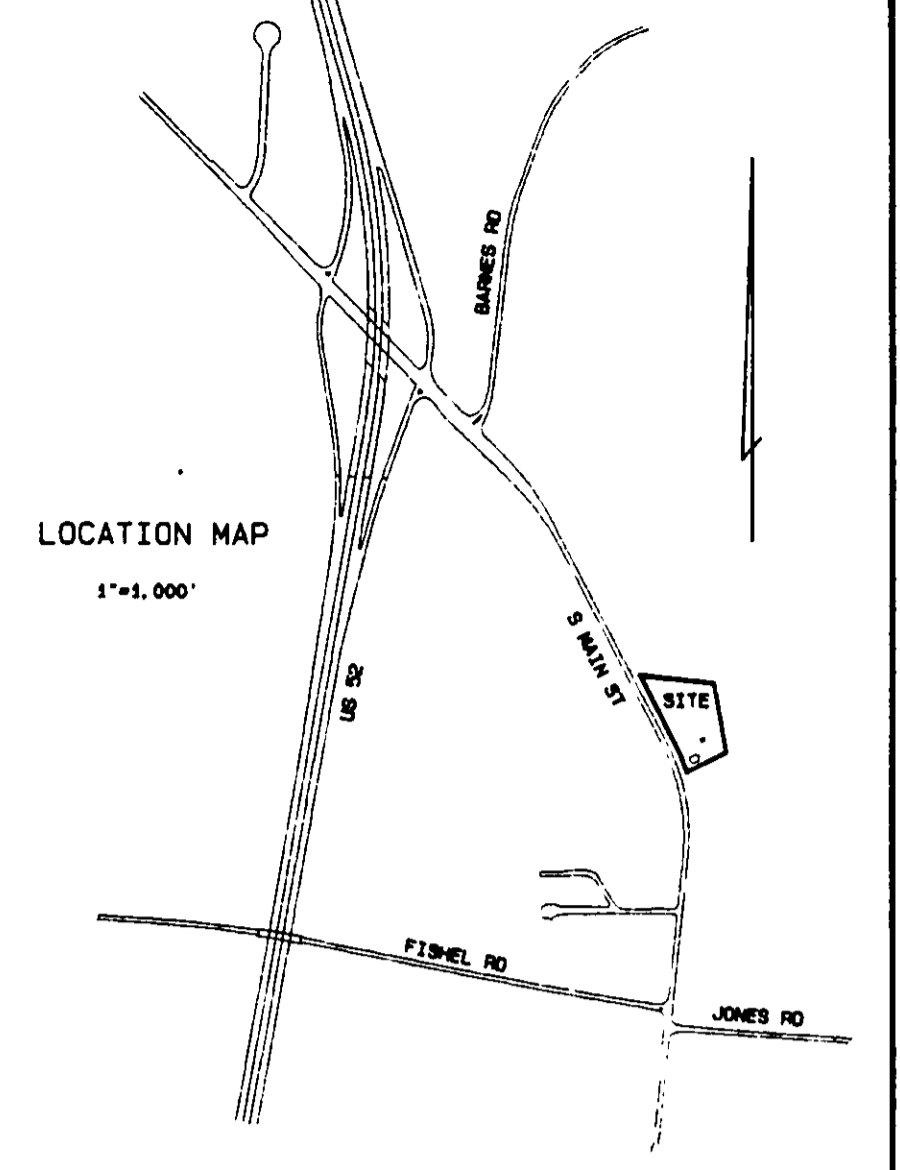 BARNES RD
LOCATION MAP
1"=1,000'
S MAIN ST
US 52
SITE
FISHEL RD
JONES RD